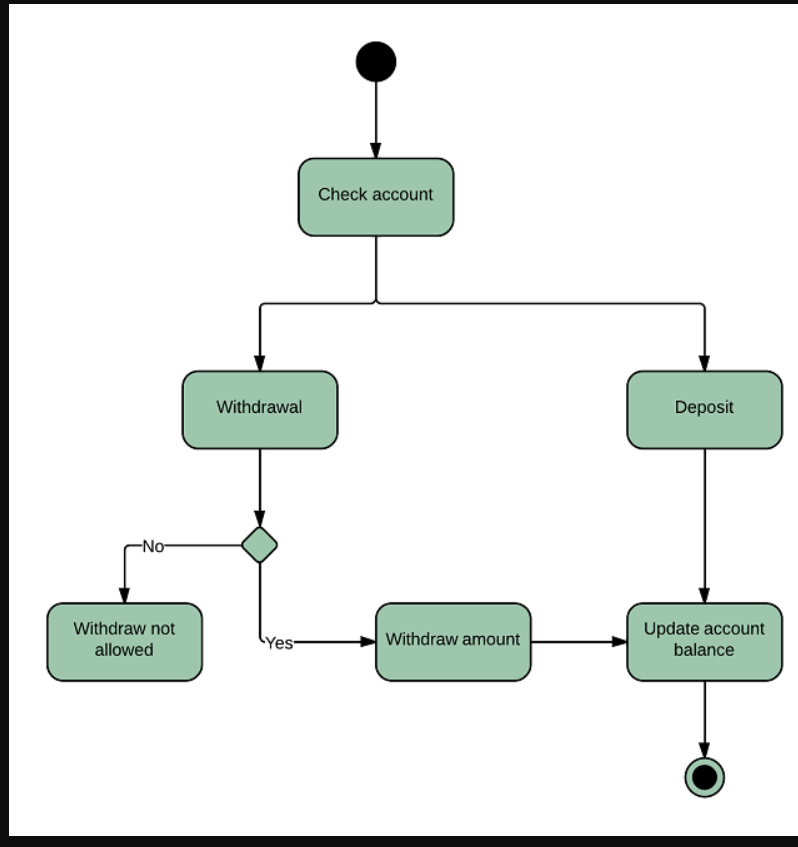 Check account
Withdrawal
Deposit
No
Withdraw not
allowed
Yes
Withdraw amount
Update account
balance